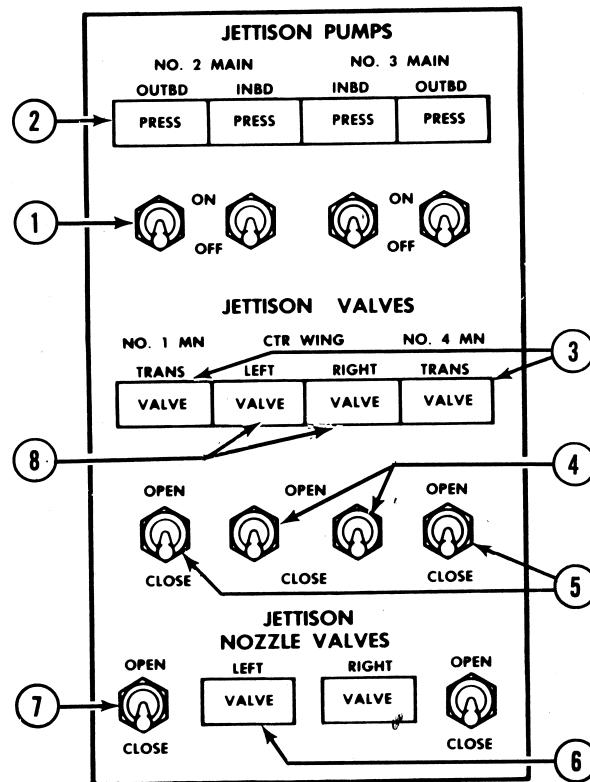 JETTISON PUMPS
NO. 2 MAIN NO. 3 MAIN
OUTBD INBD INBD OUTBD
2 PRESS PRESS PRESS PRESS
1 ON ON
OFF OFF
JETTISON VALVES
NO. 1 MN CTR WING NO. 4 MN
3
TRANS LEFT RIGHT TRANS
VALVE VALVE VALVE VALVE
8 4
OPEN OPEN OPEN
CLOSE CLOSE CLOSE
5
JETTISON
NOZZLE VALVES
OPEN LEFT RIGHT OPEN
7 VALVE VALVE
CLOSE CLOSE
6